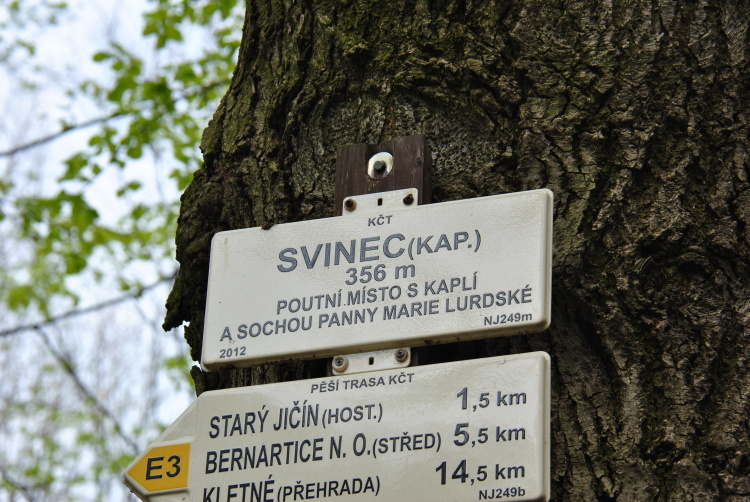 KČT
SVINEC(KAP.)
356 m
POUTNÍ MÍSTO S KAPLÍ
A SOCHOU PANNY MARIE LURDSKÉ
2012 NJ249m
PĚŠÍ TRASA KČT
STARÝ JIČÍN(HOST.) 1,5 km
BERNARTICE N. O.(STŘED) 5,5 km
E3
KLETNÉ(PŘEHRADA) 14,5 km
NJ249b